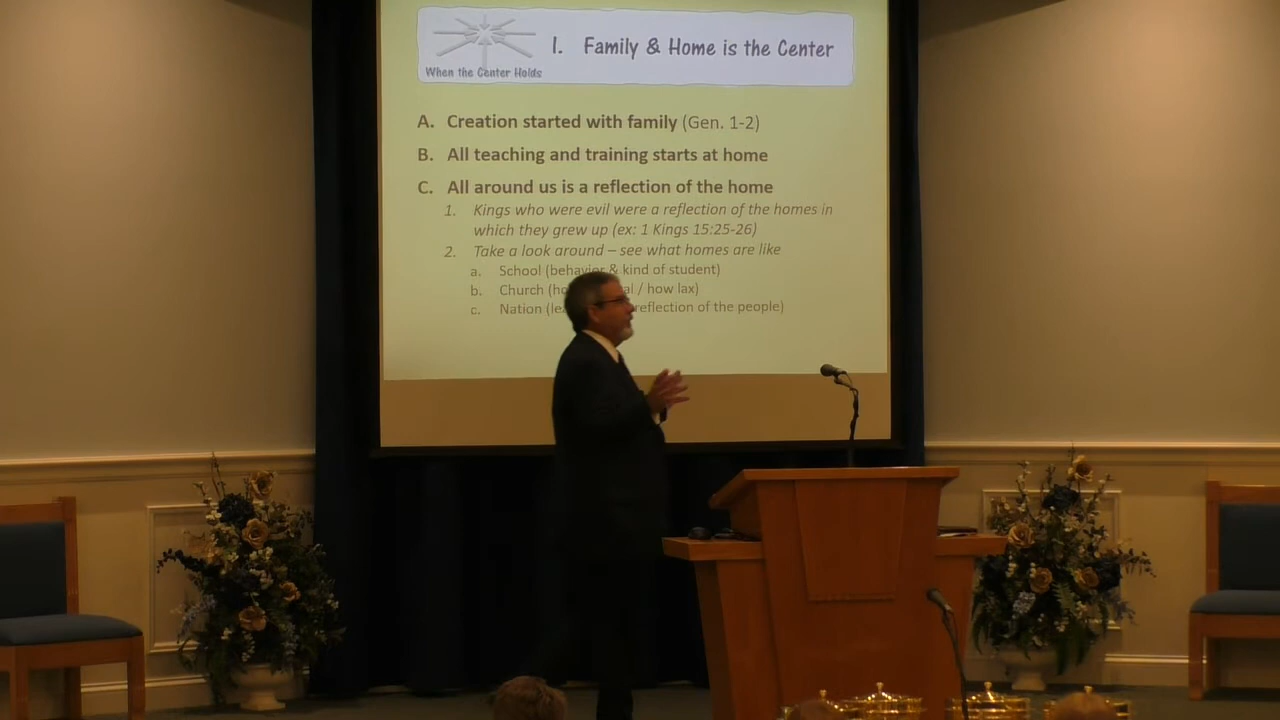 I. Family & Home is the Center
When the Center Holds
A. Creation started with family (Gen. 1-2)
B. All teaching and training starts at home
C. All around us is a reflection of the home
1. Kings who were evil were a reflection of the homes in
which they grew up (ex: 1 Kings 15:25-26)
2. Take a look around – see what homes are like
a. School (behavior & kind of student)
b. Church / how lax)
c. Nation reflection of the people)